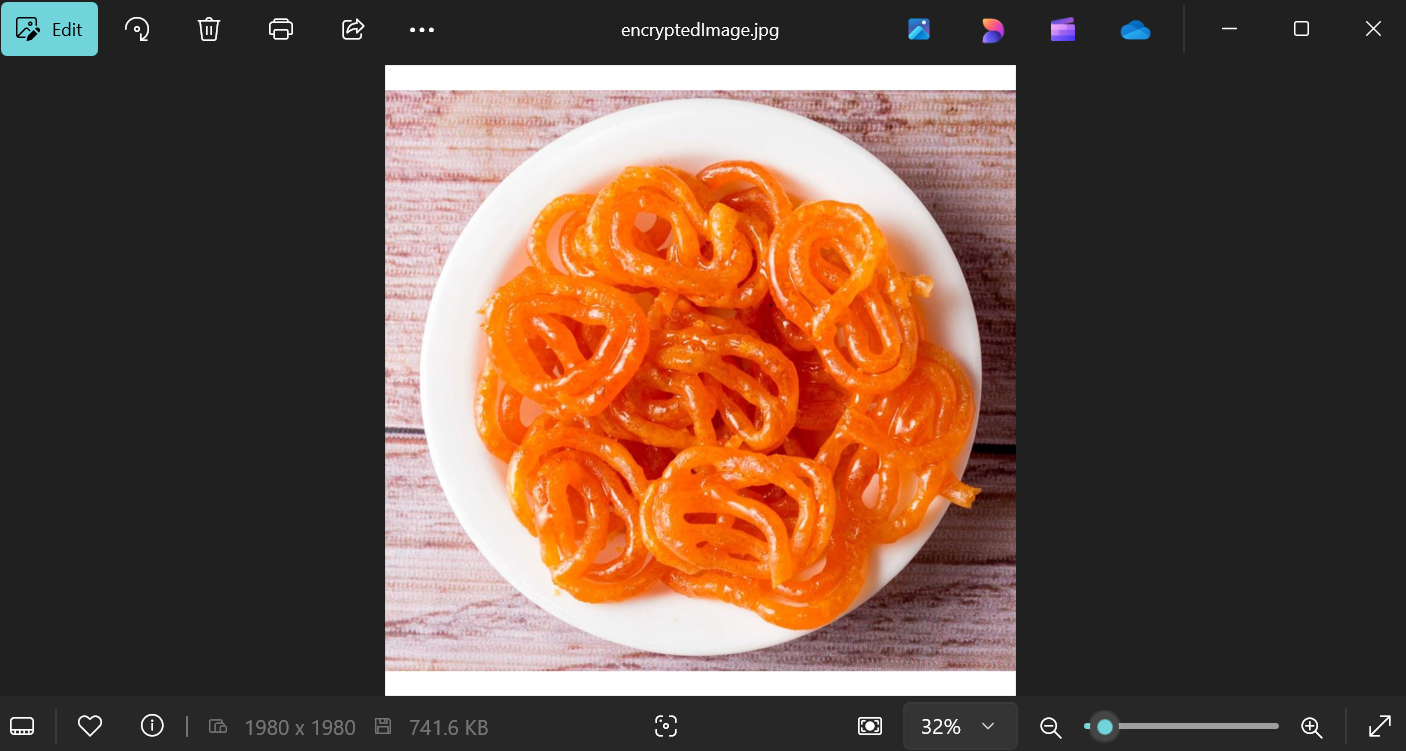 Edit
encryptedImage.jpg
1980 x 1980
741.6 KB
32%